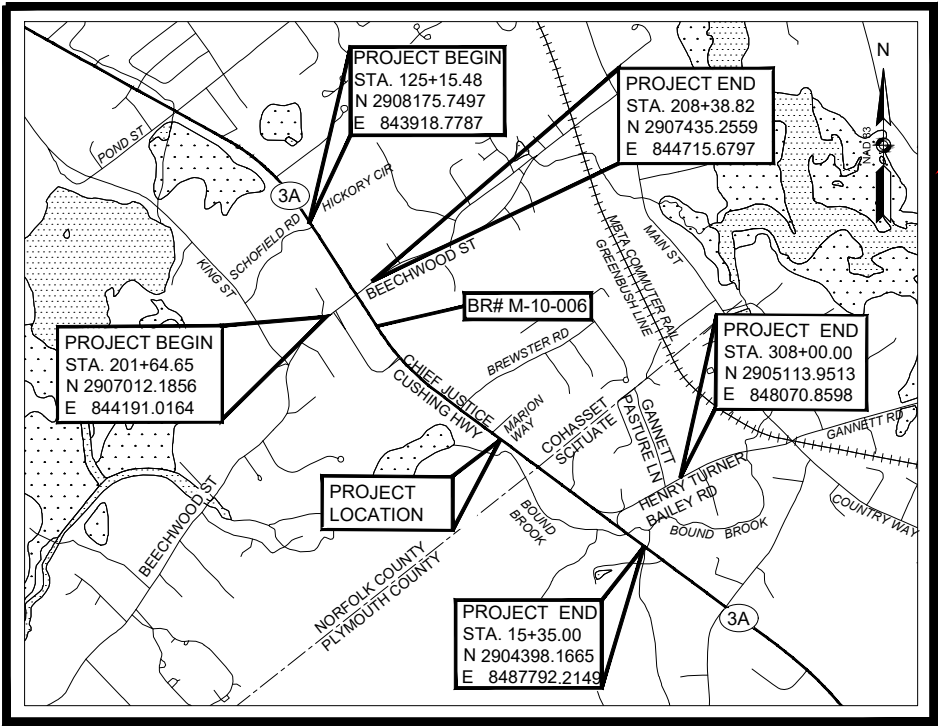 PROJECT BEGIN
STA. 125+15.48
N 2908175.7497
E 843918.7787
PROJECT END
STA. 208+38.82
N 2907435.2559
E 844715.6797
N
NAD 83
POND ST
3A
HICKORY CIR
SCHOFIELD RD
KING ST
BEECHWOOD ST
MBTA COMMUTER RAIL
GREENBUSH LINE
MAIN ST
BR# M-10-006
PROJECT BEGIN
STA. 201+64.65
N 2907012.1856
E 844191.0164
PROJECT END
STA. 308+00.00
N 2905113.9513
E 848070.8598
BREWSTER RD
CHIEF JUSTICE
CUSHING HWY
MARION
WAY
COHASSET
SCITUATE
GANNETT
PASTURE LN
GANNETT RD
PROJECT
LOCATION
HENRY TURNER
BAILEY RD
BOUND BROOK
COUNTRY WAY
BOUND
BROOK
BEECHWOOD ST
NORFOLK COUNTY
PLYMOUTH COUNTY
PROJECT END
STA. 15+35.00
N 2904398.1665
E 8487792.2149
3A